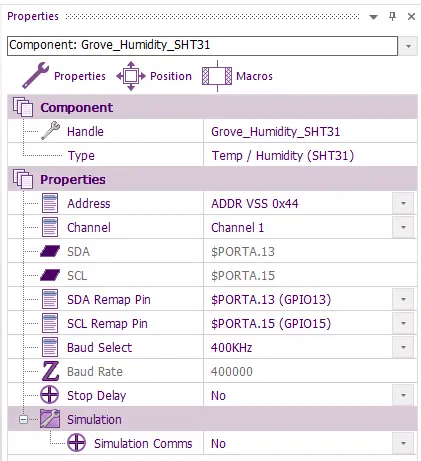 Properties
Component: Grove_Humidity_SHT31
Properties Position Macros
Component
Handle Grove_Humidity_SHT31
Type Temp / Humidity (SHT31)
Properties
Address ADDR VSS 0x44
Channel Channel 1
SDA $PORTA.13
SCL $PORTA.15
SDA Remap Pin $PORTA.13 (GPIO13)
SCL Remap Pin $PORTA.15 (GPIO15)
Baud Select 400KHz
Baud Rate 400000
Stop Delay No
Simulation
Simulation Comms No